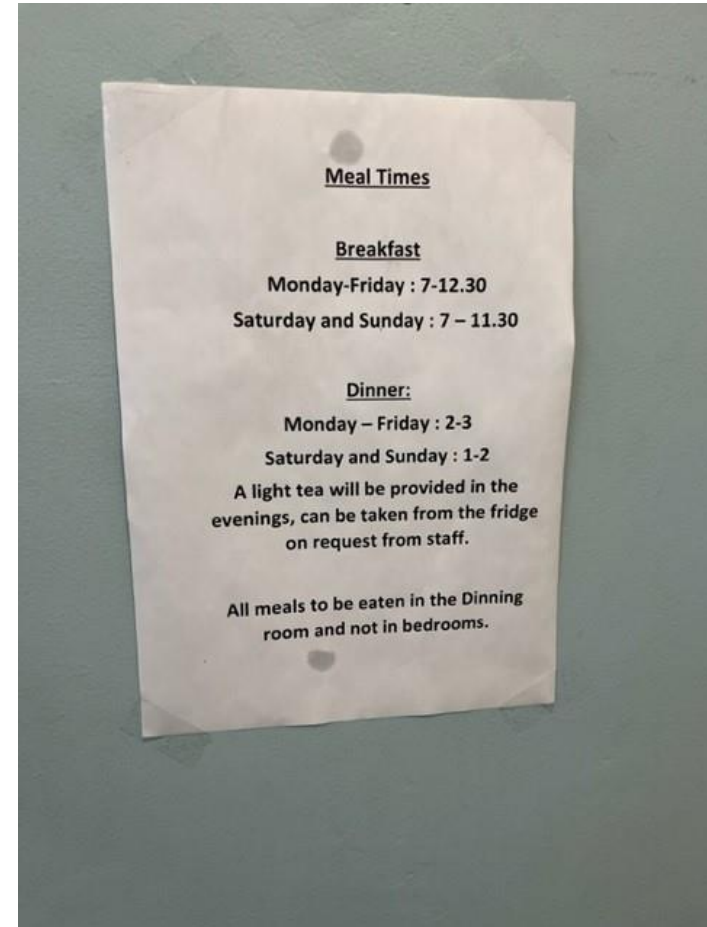 Meal Times
Breakfast
Monday-Friday : 7-12.30
Saturday and Sunday : 7 – 11.30
Dinner:
Monday – Friday : 2-3
Saturday and Sunday : 1-2
A light tea will be provided in the
evenings, can be taken from the fridge
on request from staff.
All meals to be eaten in the Dinning
room and not in bedrooms.